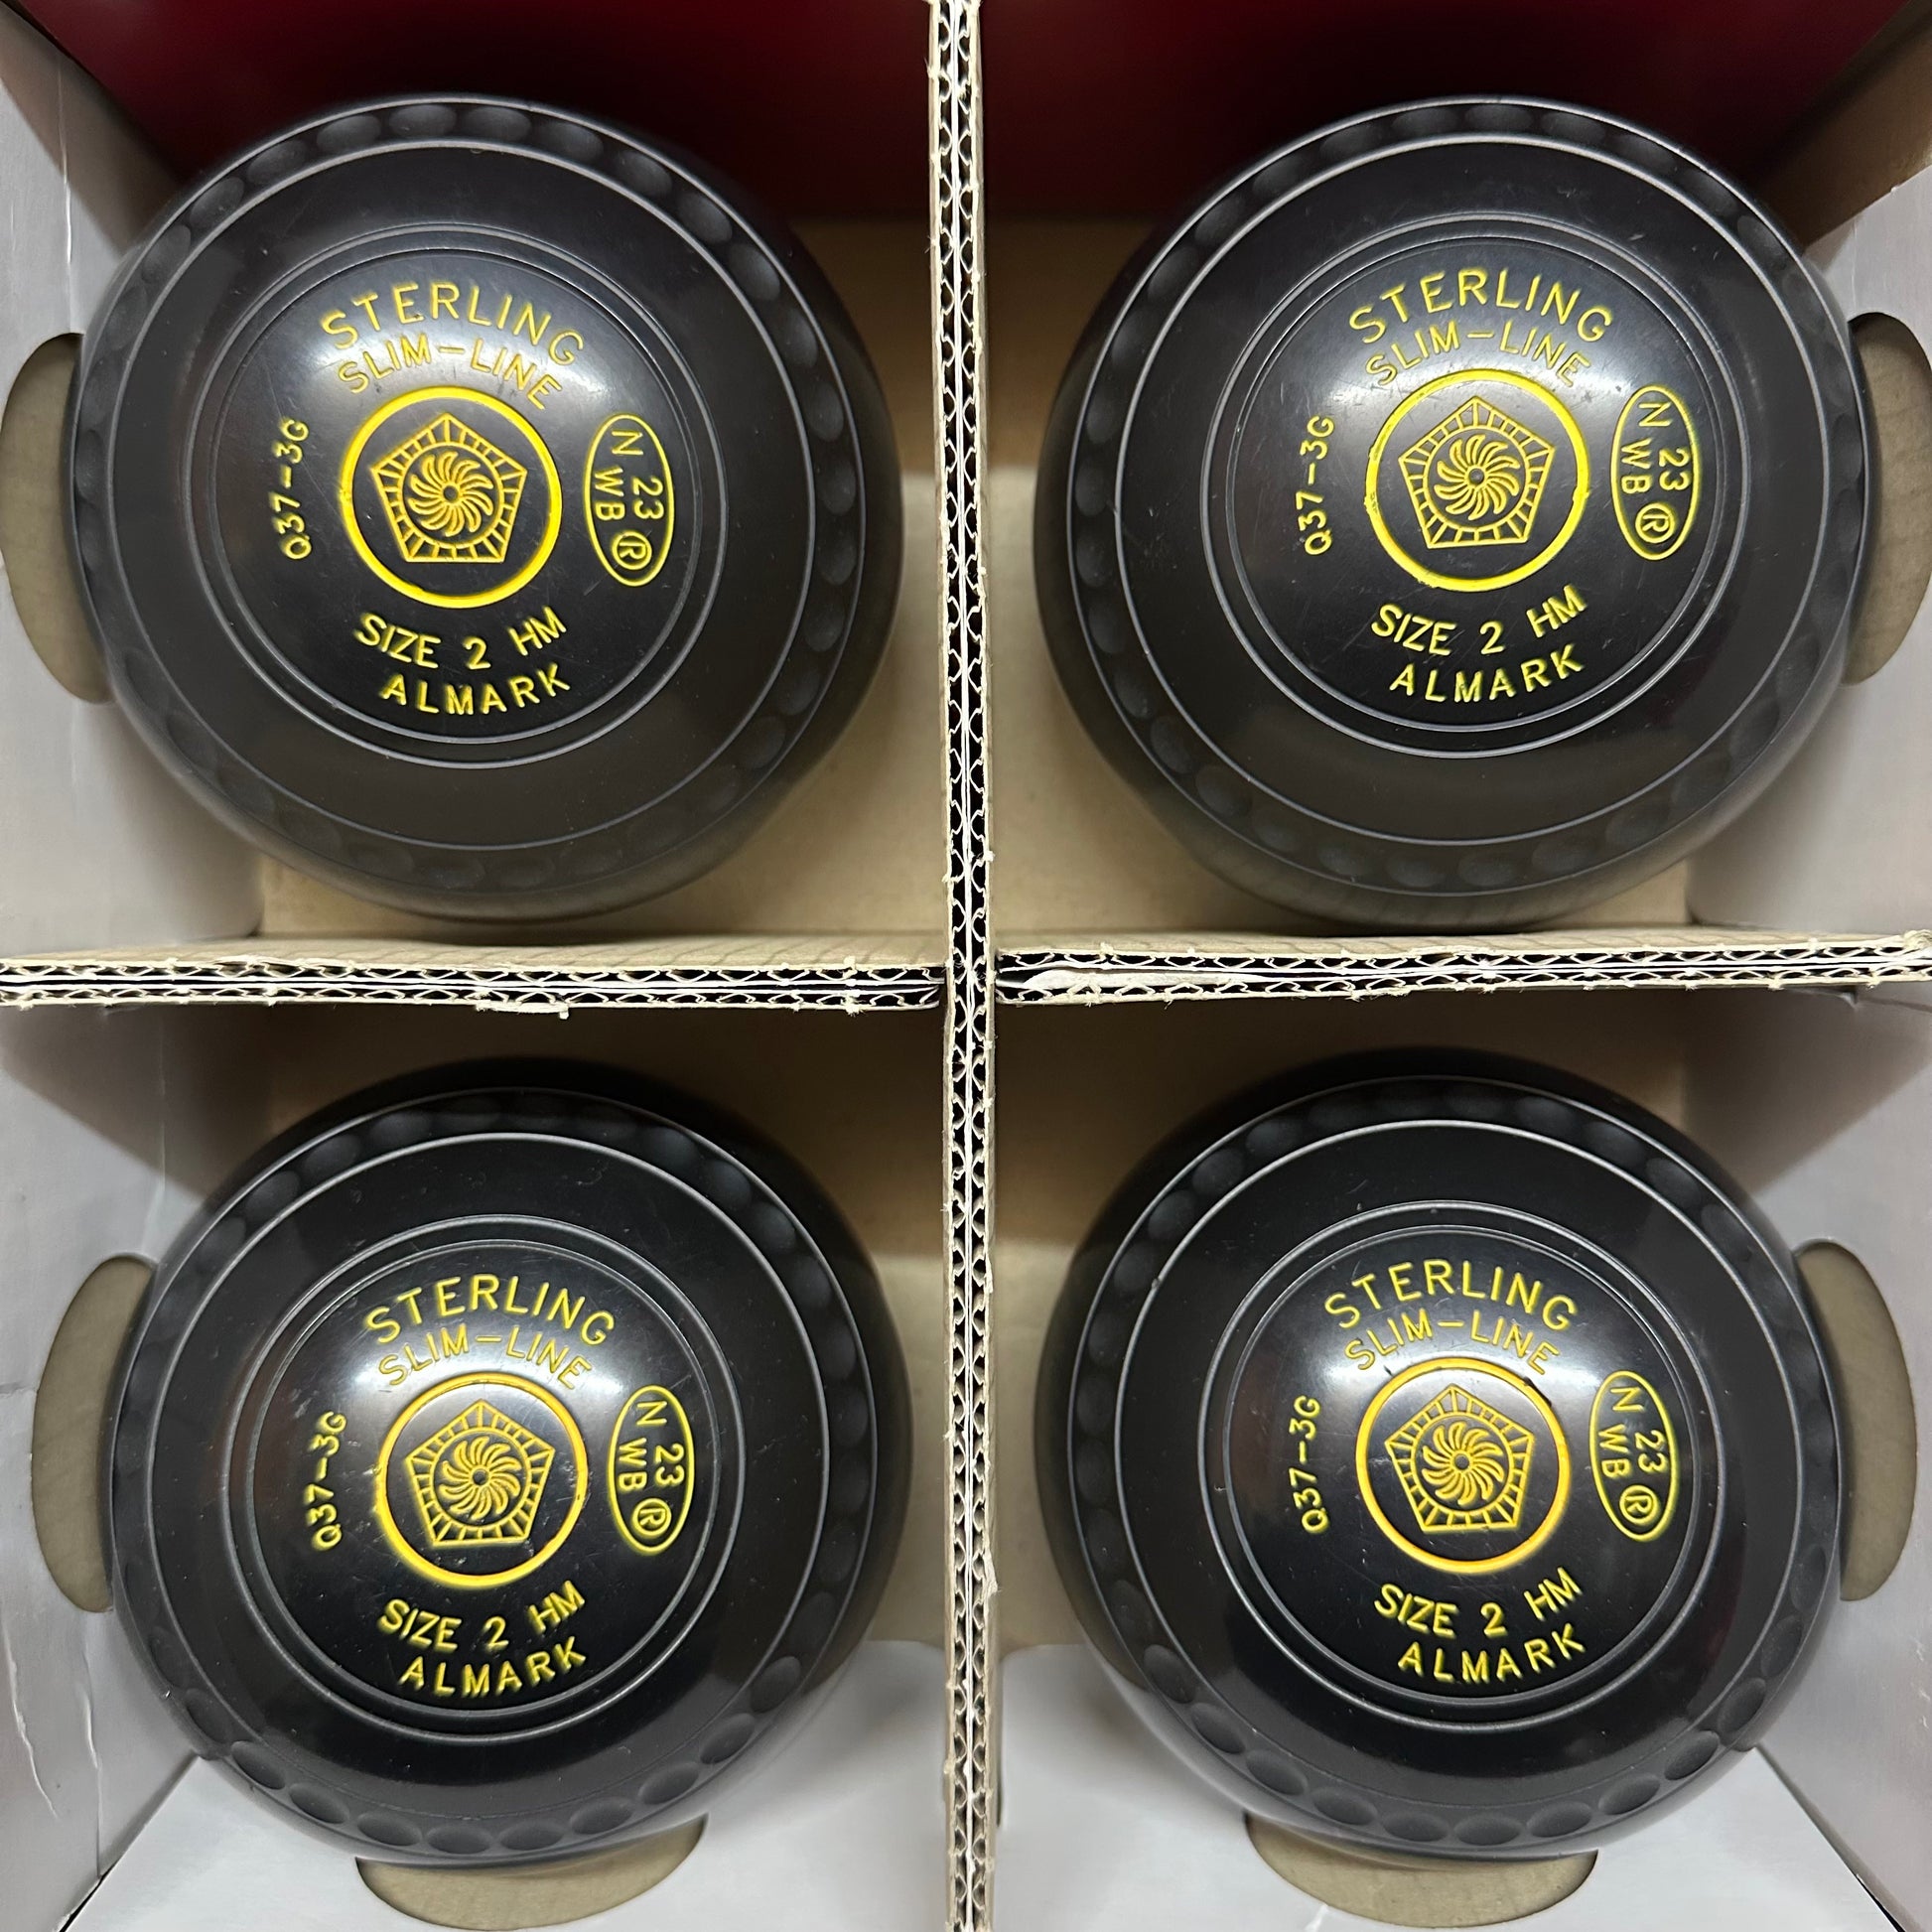 STERLING
SLIM-LINE
Q37-3G
N 23 ®
WB
SIZE 2 HM
ALMARK
STERLING
SLIM-LINE
Q37-3G
N 23 ®
WB
SIZE 2 HM
ALMARK
STERLING
SLIM-LINE
Q37-3G
N 23 ®
WB
SIZE 2 HM
ALMARK
STERLING
SLIM-LINE
Q37-3G
N 23 ®
WB
SIZE 2 HM
ALMARK